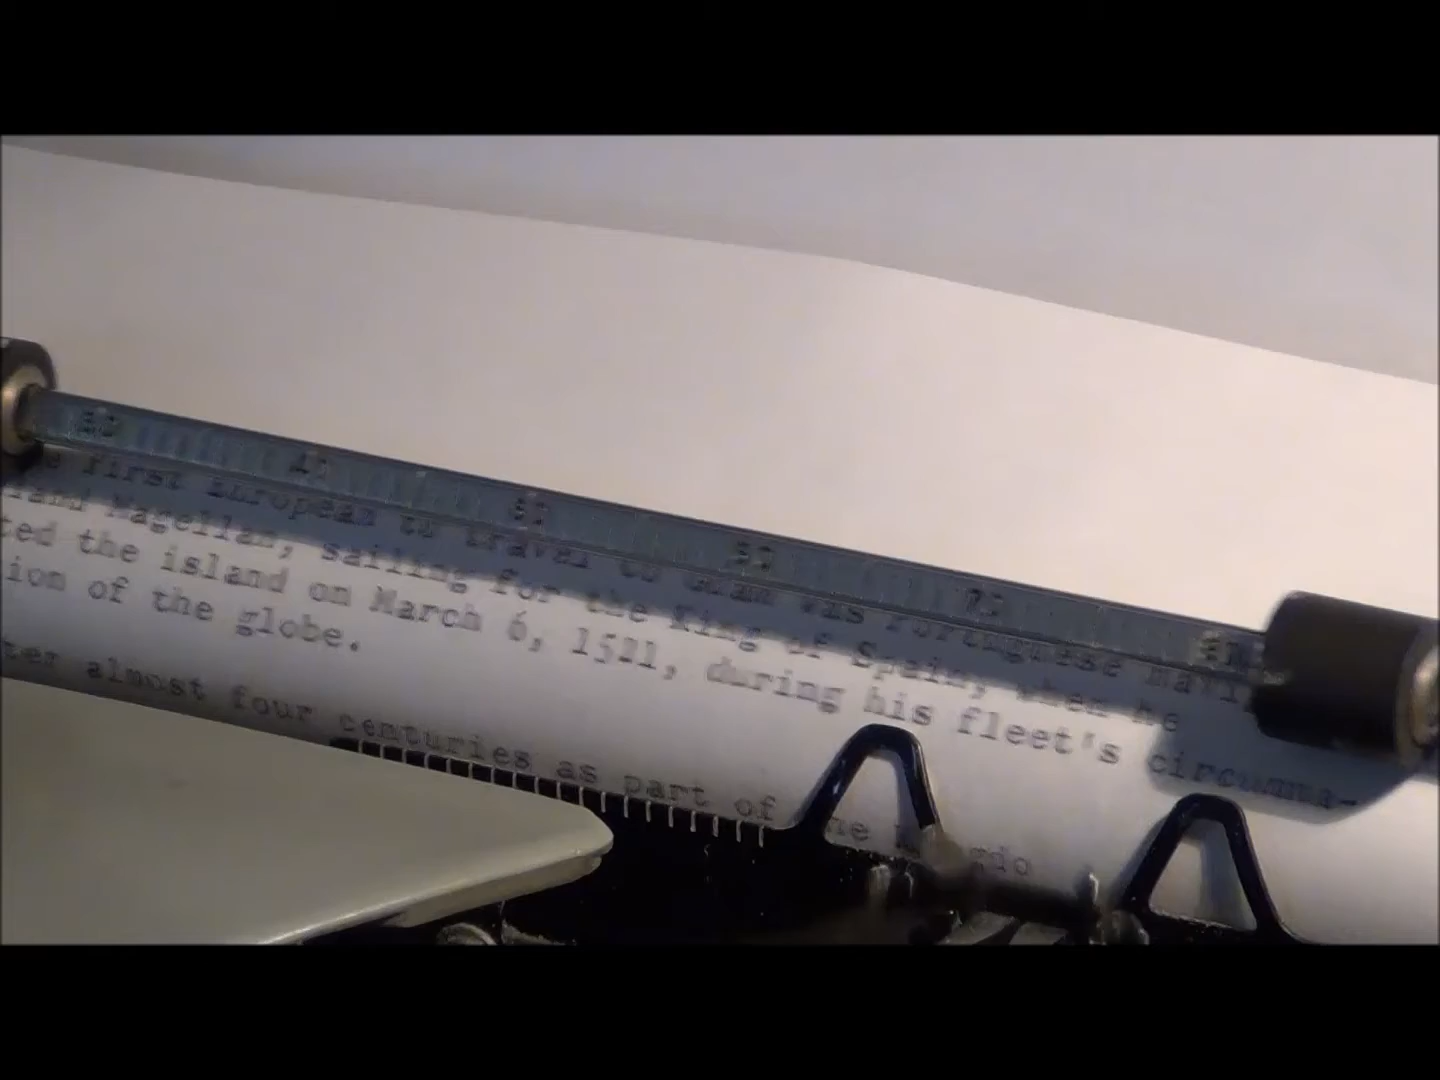 first European to travel to Guam was Portuguese navi
land Magellan, sailing for the King of Spain, when he
ted the island on March 6, 1521, during his fleet's circumna-
ion of the globe.
ter almost four centuries as part of gdo